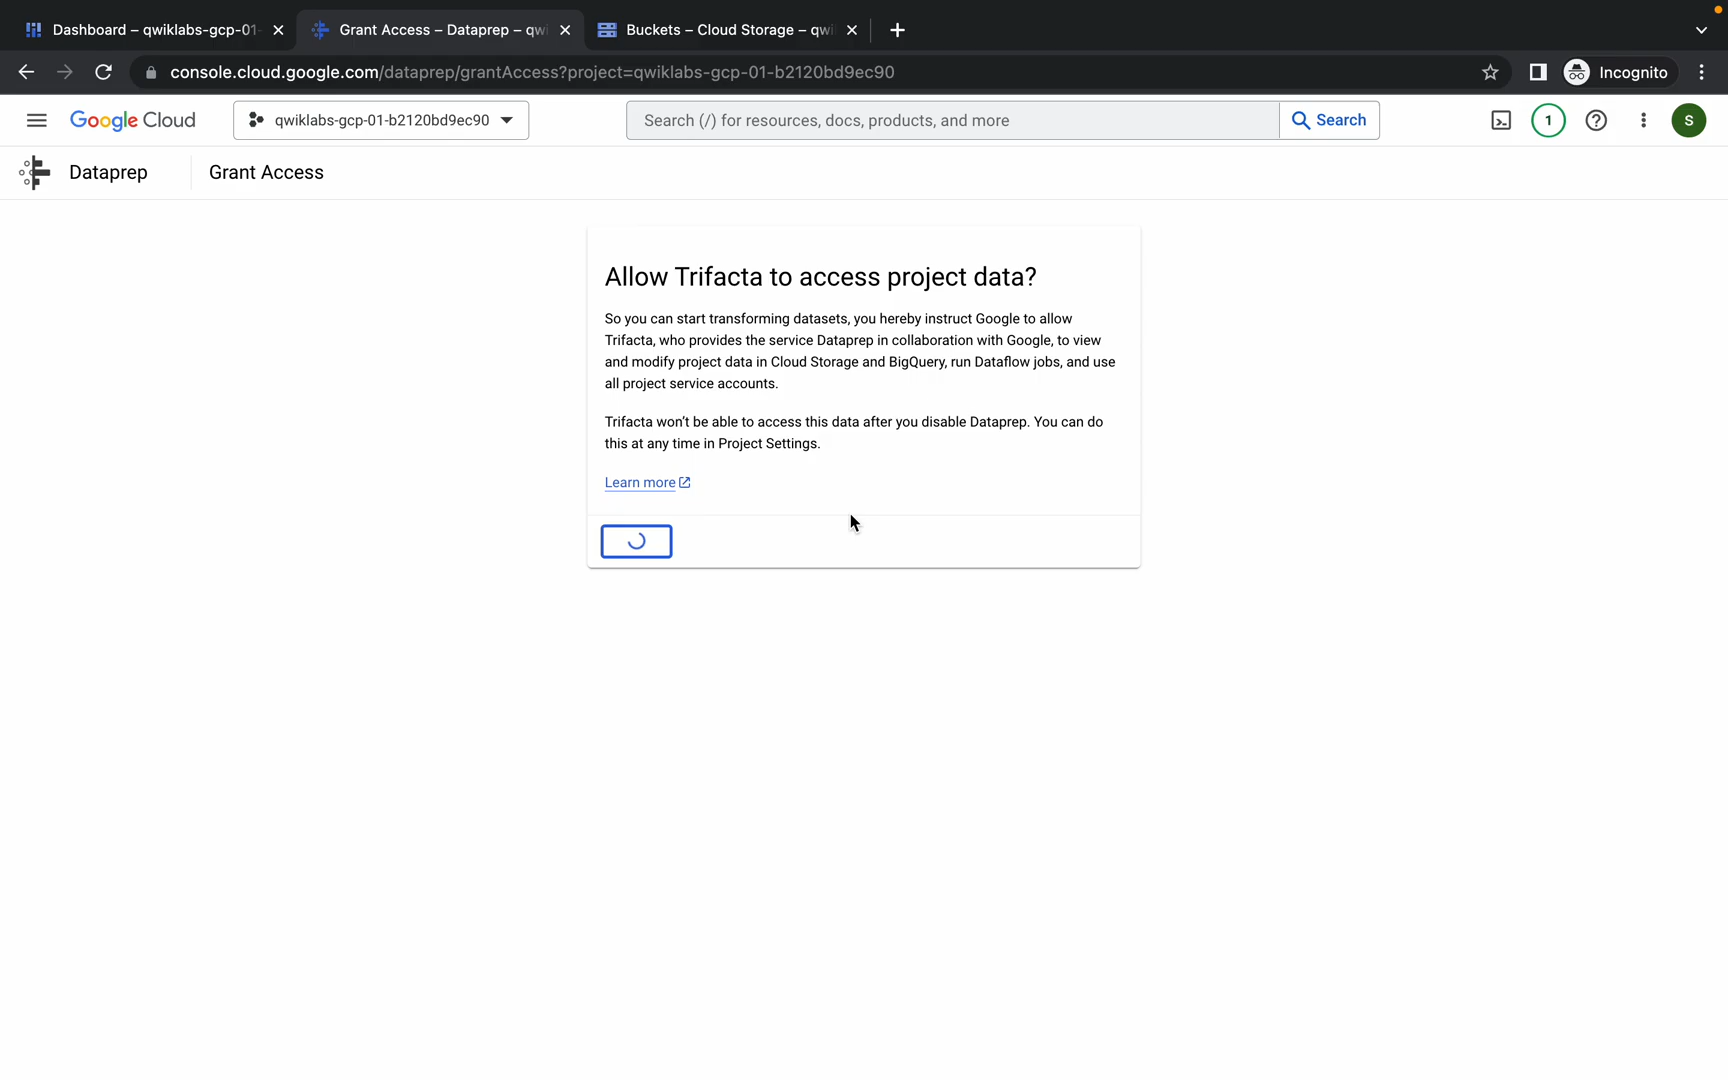 Dashboard – qwiklabs-gcp-01-
Grant Access – Dataprep – qwi
Buckets – Cloud Storage – qwi
console.cloud.google.com/dataprep/grantAccess?project=qwiklabs-gcp-01-b2120bd9ec90
Incognito
Google Cloud
qwiklabs-gcp-01-b2120bd9ec90
Search (/) for resources, docs, products, and more
Search
1
S
Dataprep
Grant Access
Allow Trifacta to access project data?
So you can start transforming datasets, you hereby instruct Google to allow
Trifacta, who provides the service Dataprep in collaboration with Google, to view
and modify project data in Cloud Storage and BigQuery, run Dataflow jobs, and use
all project service accounts.
Trifacta won't be able to access this data after you disable Dataprep. You can do
this at any time in Project Settings.
Learn more